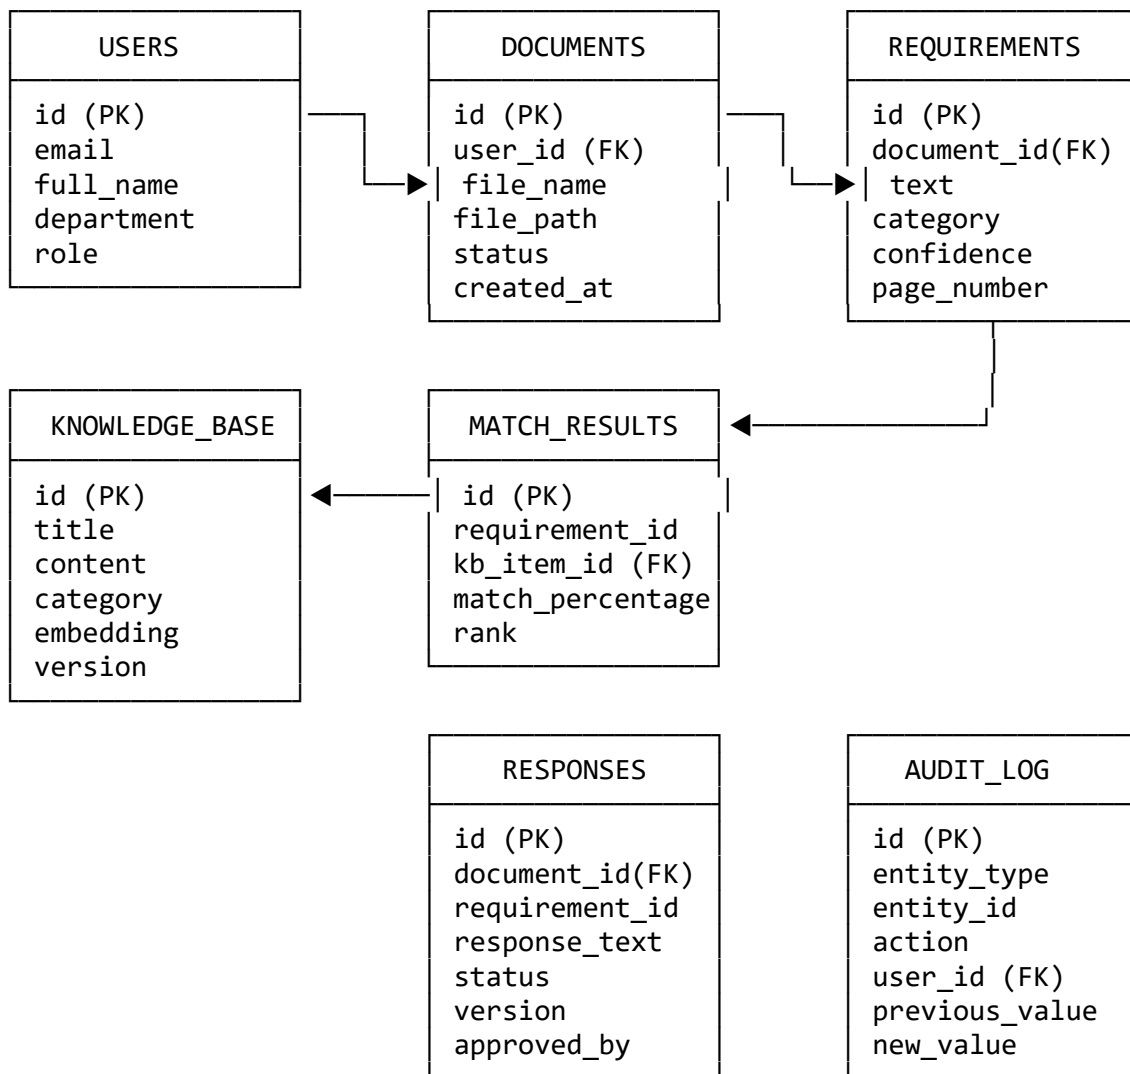 USERS
id (PK)
email
full_name
department
role
DOCUMENTS
id (PK)
user_id (FK)
file_name
file_path
status
created_at
REQUIREMENTS
id (PK)
document_id(FK)
text
category
confidence
page_number
KNOWLEDGE_BASE
id (PK)
title
content
category
embedding
version
MATCH_RESULTS
id (PK)
requirement_id
kb_item_id (FK)
match_percentage
rank
RESPONSES
id (PK)
document_id(FK)
requirement_id
response_text
status
version
approved_by
AUDIT_LOG
id (PK)
entity_type
entity_id
action
user_id (FK)
previous_value
new_value